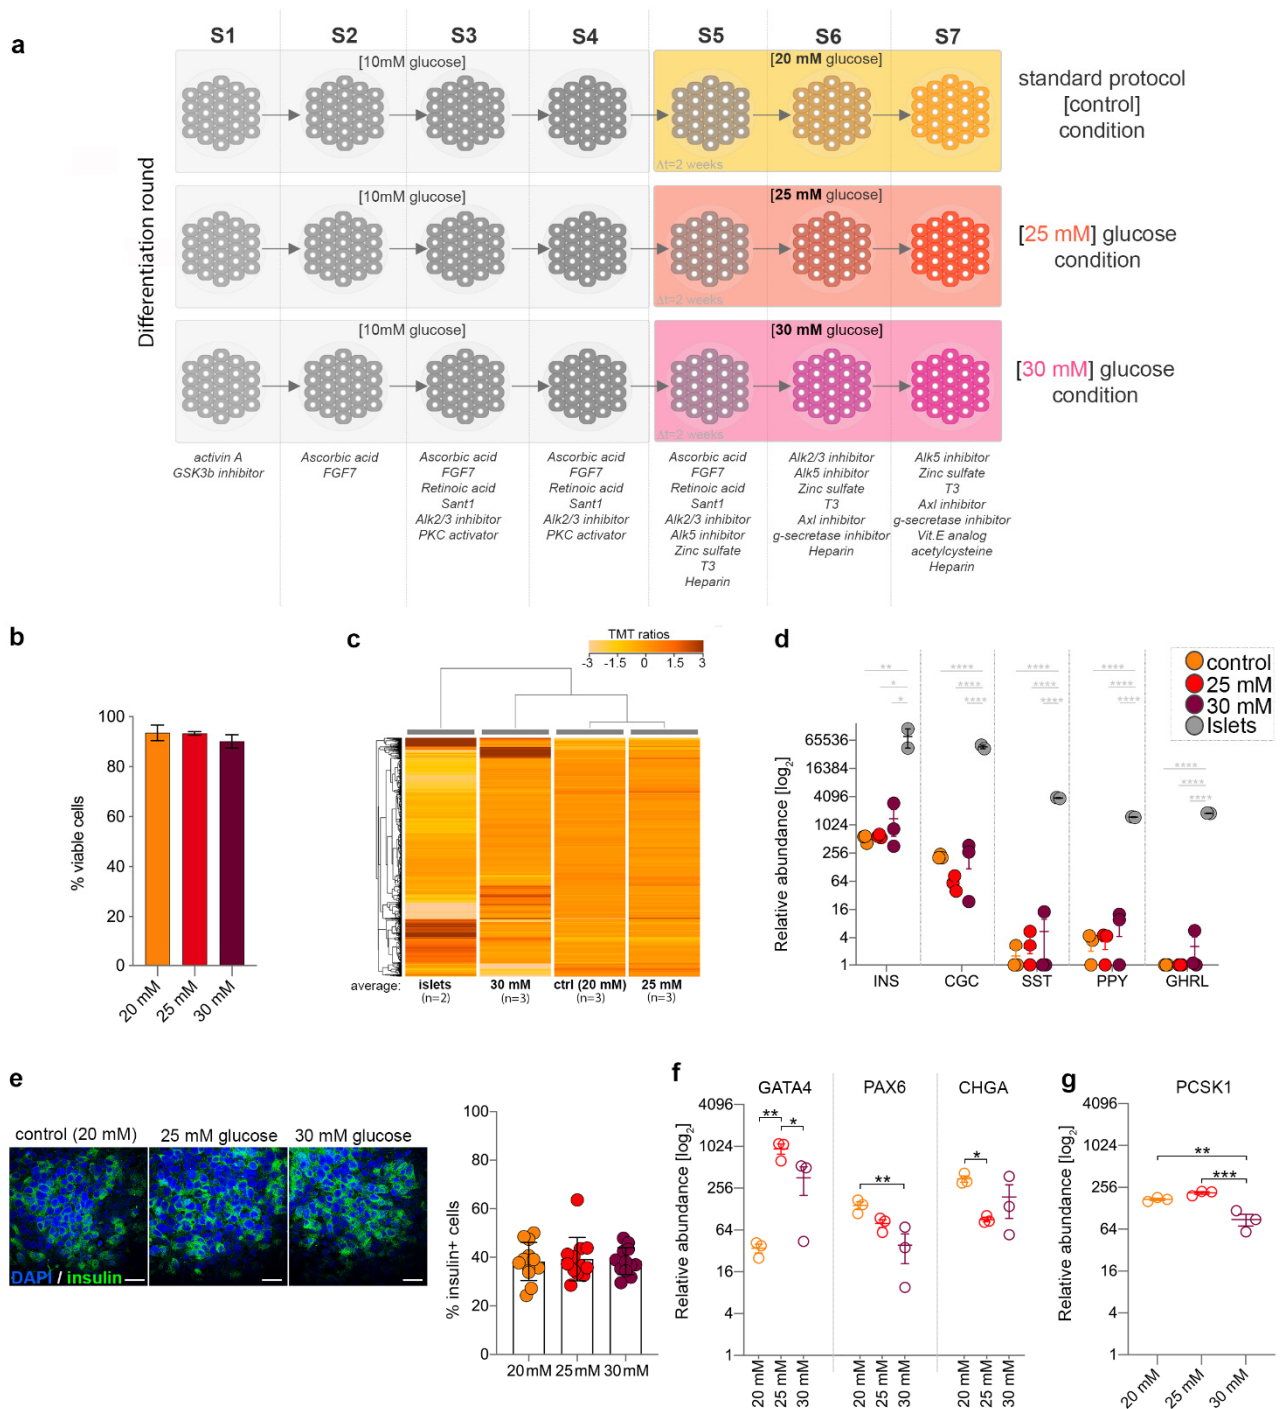 a
S1 S2 S3 S4 S5 S6 S7
Differentiation round
[10mM glucose] [20 mM glucose]
Δt=2 weeks
standard protocol
[control]
condition
[10mM glucose] [25 mM glucose]
Δt=2 weeks
[25 mM] glucose
condition
[10mM glucose] [30 mM glucose]
Δt=2 weeks
[30 mM] glucose
condition
activin A
GSK3b inhibitor
Ascorbic acid
FGF7
Ascorbic acid
FGF7
Retinoic acid
Sant1
Alk2/3 inhibitor
PKC activator
Ascorbic acid
FGF7
Retinoic acid
Sant1
Alk2/3 inhibitor
PKC activator
Ascorbic acid
FGF7
Retinoic acid
Sant1
Alk2/3 inhibitor
Alk5 inhibitor
Zinc sulfate
T3
Heparin
Alk2/3 inhibitor
Alk5 inhibitor
Zinc sulfate
T3
Axl inhibitor
g-secretase inhibitor
Heparin
Alk5 inhibitor
Zinc sulfate
T3
Axl inhibitor
g-secretase inhibitor
Vit.E analog
acetylcysteine
Heparin
b
% viable cells
100
80
60
40
20
0
20 mM 25 mM 30 mM
c
TMT ratios
-3 -1.5 0 1.5 3
average: islets 30 mM ctrl (20 mM) 25 mM
(n=2) (n=3) (n=3) (n=3)
d
control
25 mM
30 mM
Islets
** **** **** ****
* **** **** ****
* **** **** ****
****
****
****
Relative abundance [log2]
65536
16384
4096
1024
256
64
16
4
1
INS CGC SST PPY GHRL
e
control (20 mM) 25 mM glucose 30 mM glucose
DAPI / insulin
% insulin+ cells
100
80
60
40
20
0
20 mM 25 mM 30 mM
f
GATA4 PAX6 CHGA
Relative abundance [log2]
4096
1024
256
64
16
4
1
** *
**
*
20 mM 25 mM 30 mM 20 mM 25 mM 30 mM 20 mM 25 mM 30 mM
g
PCSK1
Relative abundance [log2]
4096
1024
256
64
16
4
1
**
***
20 mM 25 mM 30 mM